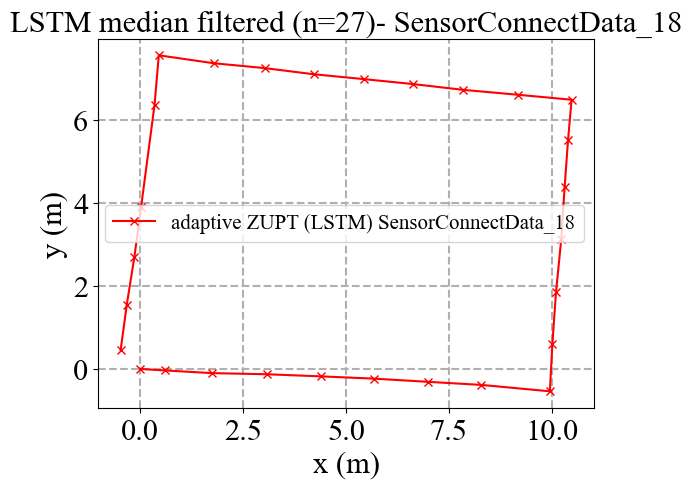 LSTM median filtered (n=27)- SensorConnectData_18
6
4
2
0
y (m)
adaptive ZUPT (LSTM) SensorConnectData_18
0.0 2.5 5.0 7.5 10.0
x (m)